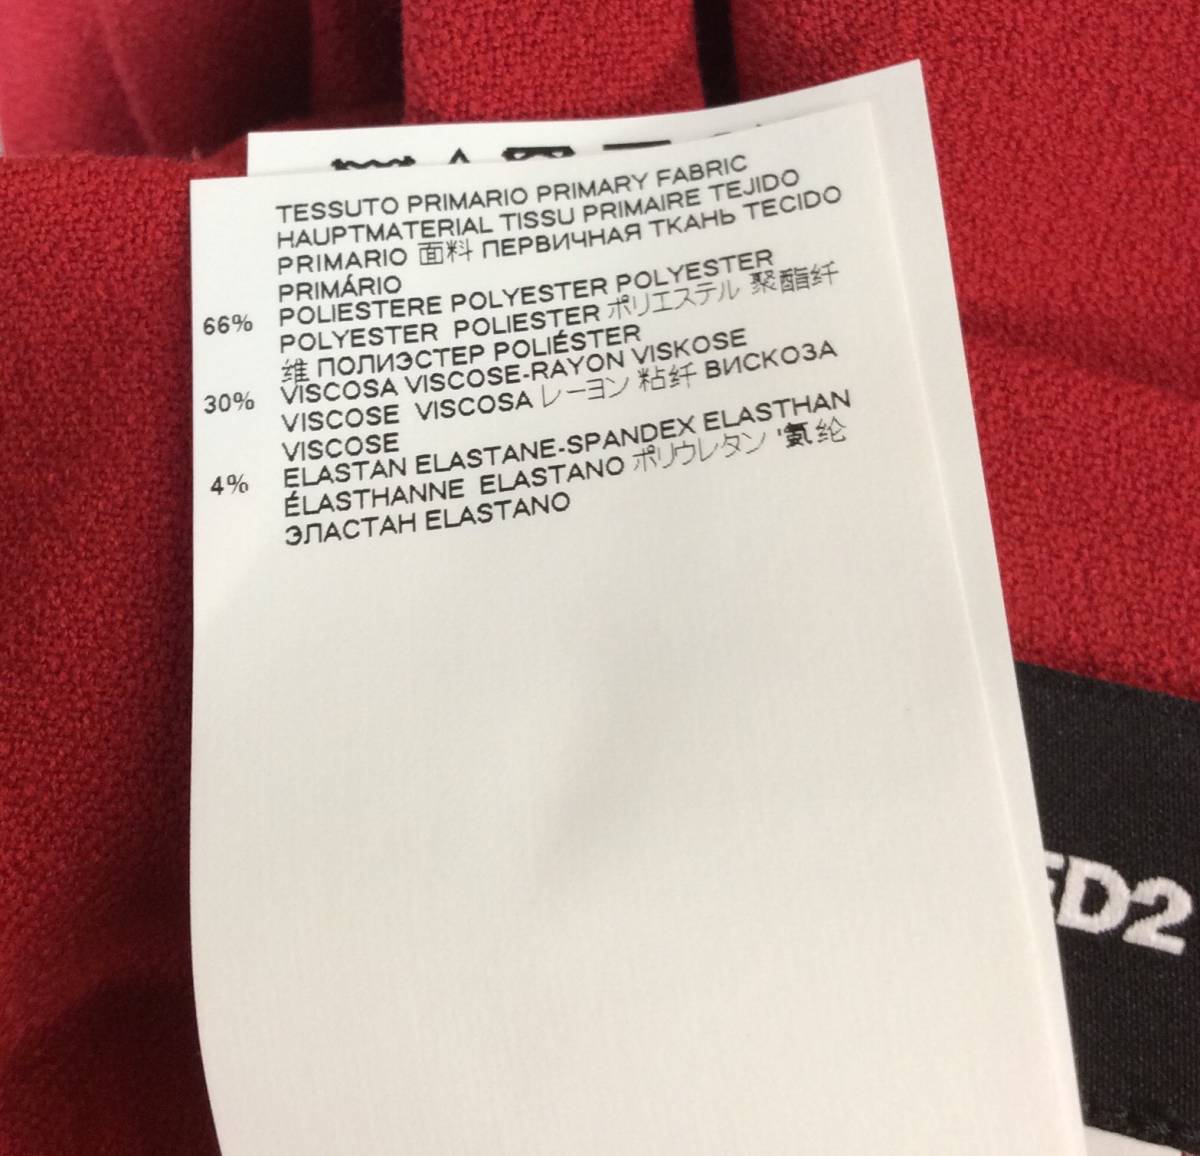 TESSUTO PRIMARIO PRIMARY FABRIC
HAUPTMATERIAL TISSU PRIMAIRE TEJIDO
PRIMARIO 面料 ПЕРВИЧНАЯ ТКАНЬ TECIDO
PRIMÁRIO
66% POLIESTERE POLYESTER POLYESTER
POLYESTER POLIESTER ポリエステル 聚酯纤
维 ПОЛИЭСТЕР POLIÉSTER
30% VISCOSA VISCOSE-RAYON VISKOSE
VISCOSE VISCOSA レーヨン 粘纤 ВИСКОЗА
VISCOSE
4% ELASTAN ELASTANE-SPANDEX ELASTHAN
ÉLASTHANNE ELASTANO ポリウレタン '氨纶
ЭЛАСТАН ELASTANO
ED2